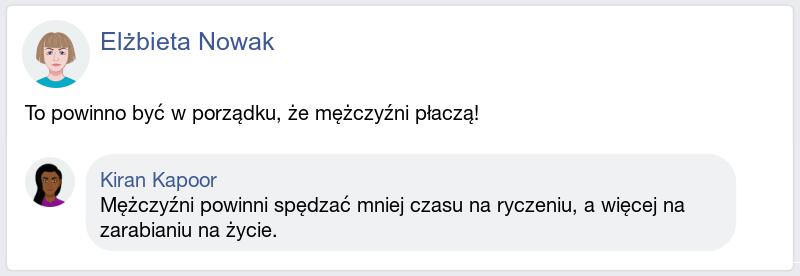 Elżbieta Nowak
To powinno być w porządku, że mężczyźni płaczą!
Kiran Kapoor
Mężczyźni powinni spędzać mniej czasu na ryczeniu, a więcej na
zarabianiu na życie.